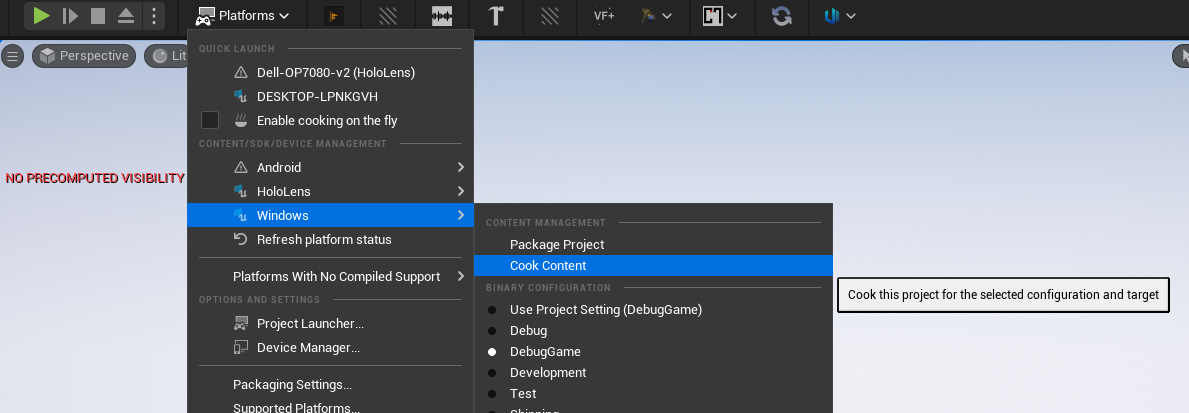 Platforms
VF+
Perspective
Lit
QUICK LAUNCH
Dell-OP7080-v2 (HoloLens)
DESKTOP-LPNKGVH
Enable cooking on the fly
CONTENT/SDK/DEVICE MANAGEMENT
Android
NO PRECOMPUTED VISIBILITY
HoloLens
Windows
Refresh platform status
Platforms With No Compiled Support
OPTIONS AND SETTINGS
Project Launcher...
Device Manager...
Packaging Settings...
Supported Platforms...
CONTENT MANAGEMENT
Package Project
Cook Content
BINARY CONFIGURATION
Use Project Setting (DebugGame)
Debug
DebugGame
Development
Test
Shipping
Cook this project for the selected configuration and target